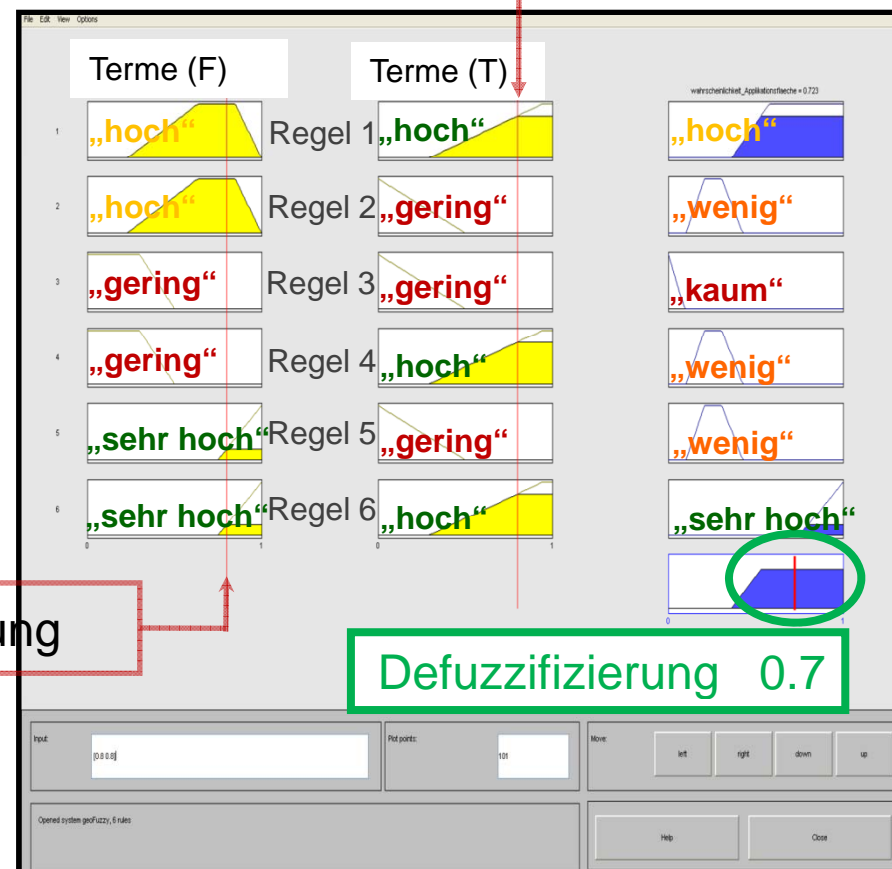 File Edit View Options
Terme (F) Terme (T)
wahrscheinlichkeit_Applikationsflaeche = 0.723
1 „hoch“ Regel 1 „hoch“ „hoch“
2 „hoch“ Regel 2 „gering“ „wenig“
3 „gering“ Regel 3 „gering“ „kaum“
4 „gering“ Regel 4 „hoch“ „wenig“
5 „sehr hoch“ Regel 5 „gering“ „wenig“
6 „sehr hoch“ Regel 6 „hoch“ „sehr hoch“
0 1 0 1
0 1
ung
Defuzzifizierung 0.7
Input: [0.8 0.8] Plot points: 101 Move: left right down up
Opened system geoFuzzy, 6 rules Help Close